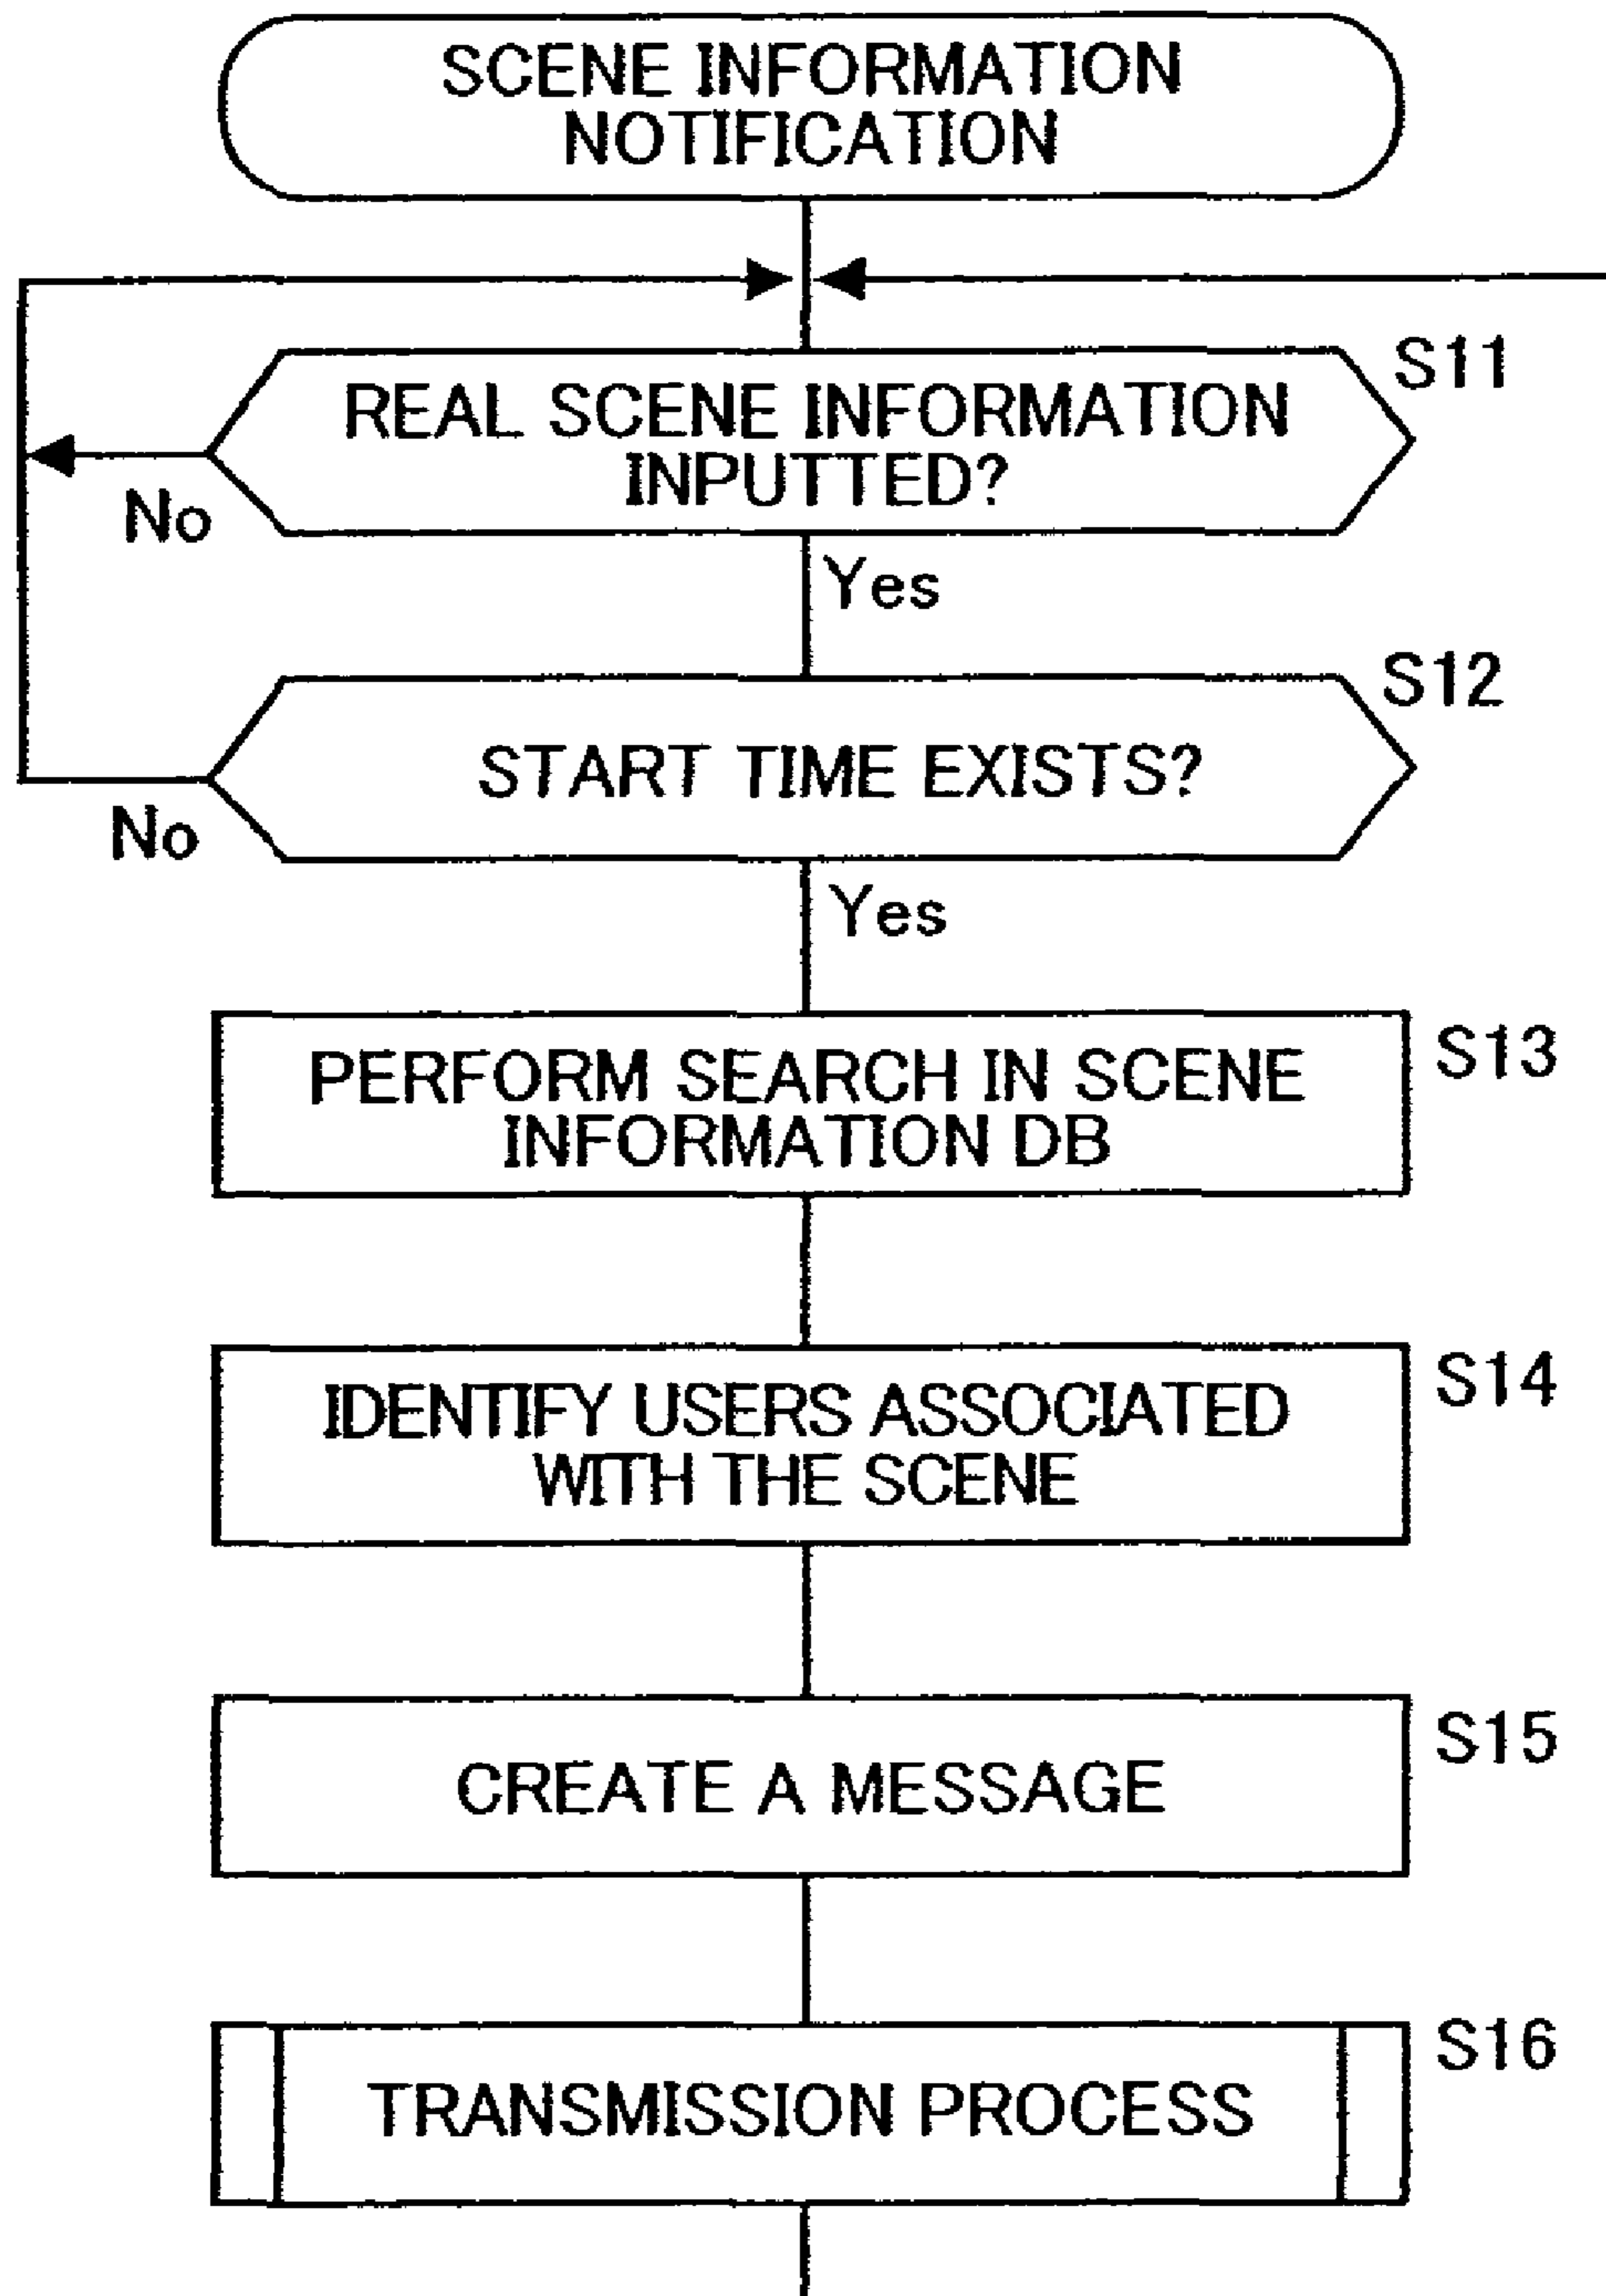 SCENE INFORMATION
NOTIFICATION
S11
REAL SCENE INFORMATION
INPUTTED?
No
Yes
S12
START TIME EXISTS?
No
Yes
S13
PERFORM SEARCH IN SCENE
INFORMATION DB
S14
IDENTIFY USERS ASSOCIATED
WITH THE SCENE
S15
CREATE A MESSAGE
S16
TRANSMISSION PROCESS